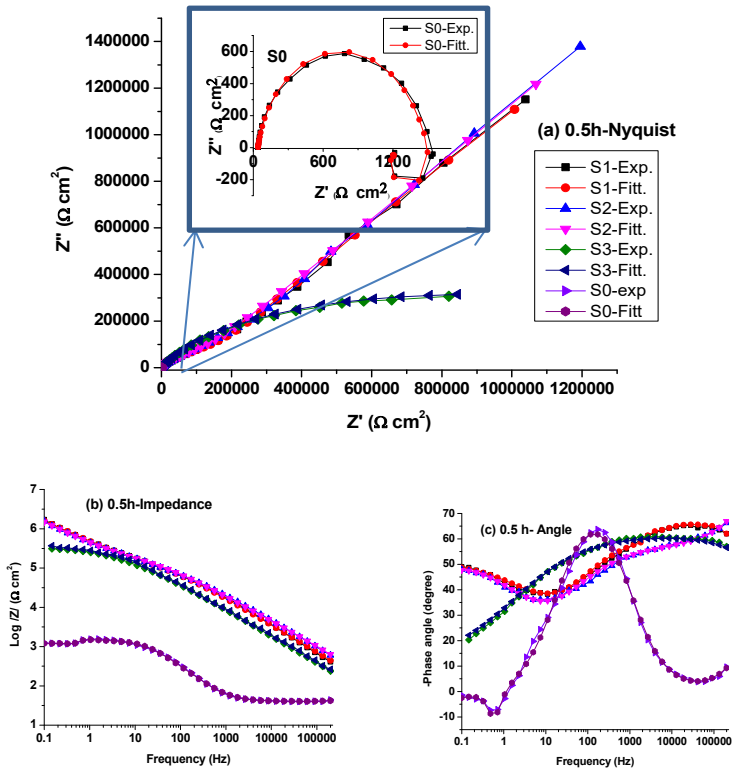 1400000
1200000
1000000
800000
600000
400000
200000
0
Z'' (Ω cm²)
0 200000 400000 600000 800000 1000000 1200000
Z' (Ω cm²)
(a) 0.5h-Nyquist
S1-Exp.
S1-Fitt.
S2-Exp.
S2-Fitt.
S3-Exp.
S3-Fitt.
S0-exp
S0-Fitt
S0
S0-Exp.
S0-Fitt.
600
400
200
0
-200
Z'' (Ω cm²)
0 600 1200
Z' (Ω cm²)
(b) 0.5h-Impedance
7
6
5
4
3
2
1
Log /Z/ (Ω cm²)
0.1 1 10 100 1000 10000 100000
Frequency (Hz)
(c) 0.5 h- Angle
70
60
50
40
30
20
10
0
-10
-Phase angle (degree)
0.1 1 10 100 1000 10000 100000
Frequency (Hz)